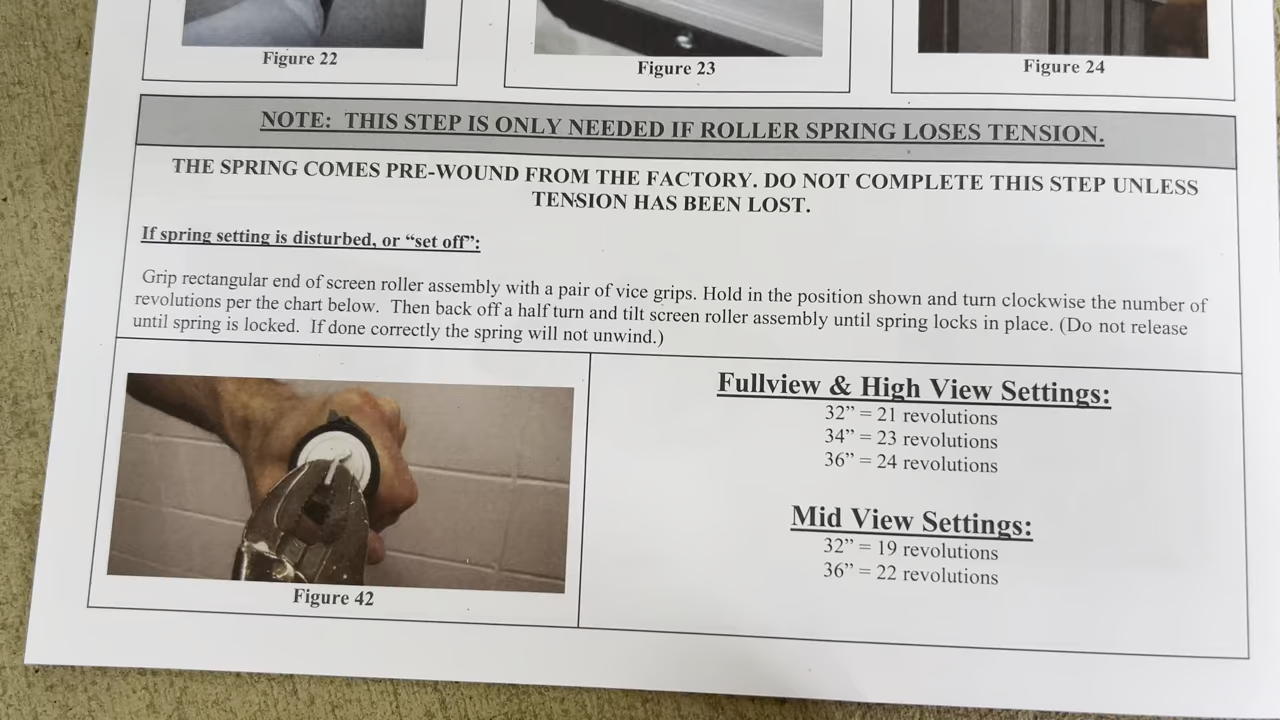 Figure 22
Figure 23
Figure 24
NOTE: THIS STEP IS ONLY NEEDED IF ROLLER SPRING LOSES TENSION.
THE SPRING COMES PRE-WOUND FROM THE FACTORY. DO NOT COMPLETE THIS STEP UNLESS
TENSION HAS BEEN LOST.
If spring setting is disturbed, or “set off”:
Grip rectangular end of screen roller assembly with a pair of vice grips. Hold in the position shown and turn clockwise the number of
revolutions per the chart below. Then back off a half turn and tilt screen roller assembly until spring locks in place. (Do not release
until spring is locked. If done correctly the spring will not unwind.)
Figure 42
Fullview & High View Settings:
32” = 21 revolutions
34” = 23 revolutions
36” = 24 revolutions
Mid View Settings:
32” = 19 revolutions
36” = 22 revolutions